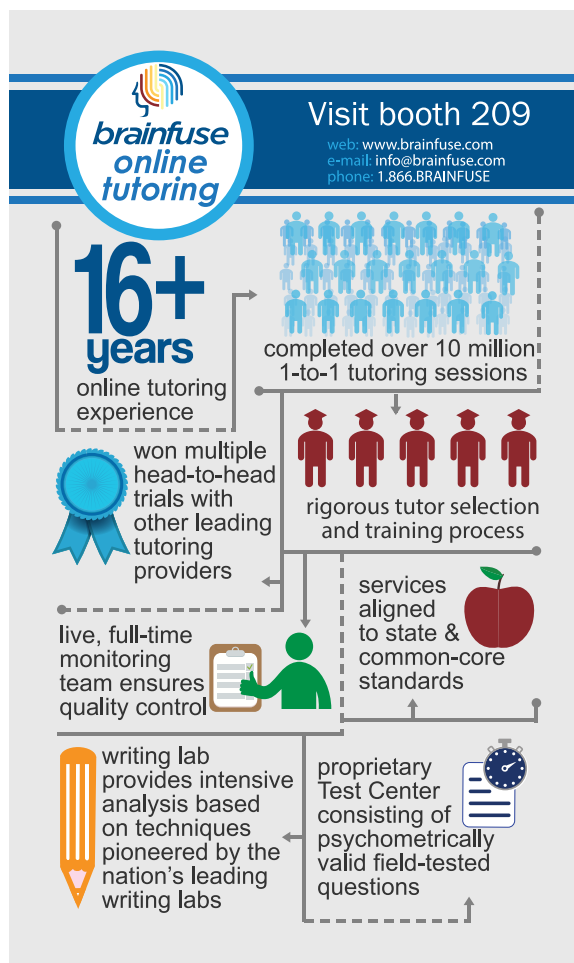 brainfuse
online
tutoring
Visit booth 209
web: www.brainfuse.com
e-mail: info@brainfuse.com
phone: 1.866.BRAINFUSE
16+
years
online tutoring
experience
completed over 10 million
1-to-1 tutoring sessions
won multiple
head-to-head
trials with
other leading
tutoring
providers
rigorous tutor selection
and training process
services
aligned
to state &
common-core
standards
live, full-time
monitoring
team ensures
quality control
writing lab
provides intensive
analysis based
on techniques
pioneered by the
nation's leading
writing labs
proprietary
Test Center
consisting of
psychometrically
valid field-tested
questions